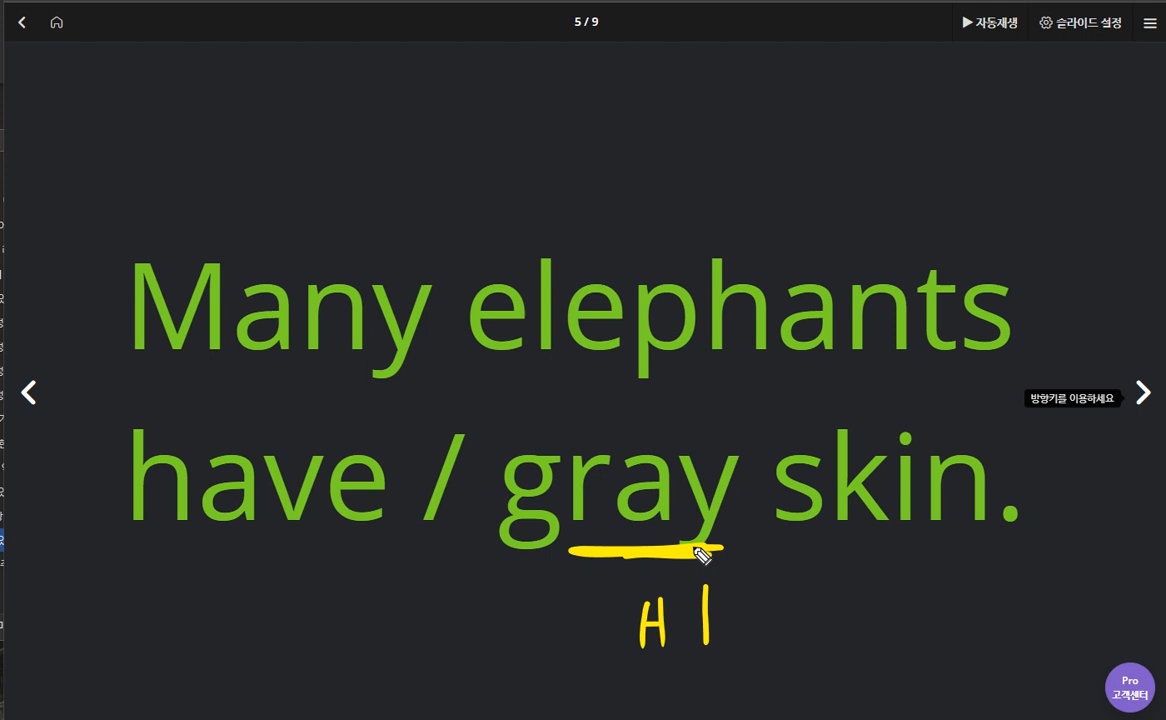 5 / 9
▶ 자동재생
슬라이드 설정
Many elephants
방향키를 이용하세요
have / gray skin.
ㅐㅣ
Pro
고객센터